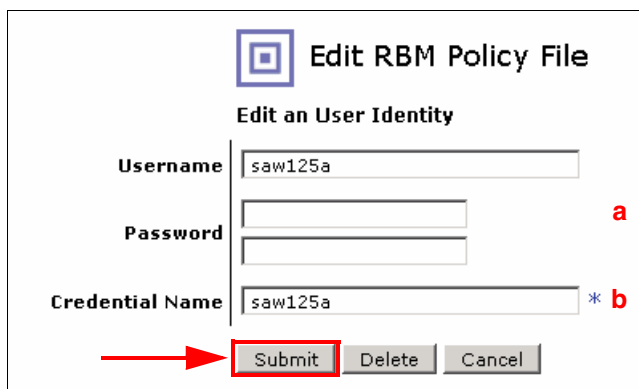 Edit RBM Policy File
Edit an User Identity
Username saw125a
Password a
Credential Name saw125a * b
Submit Delete Cancel